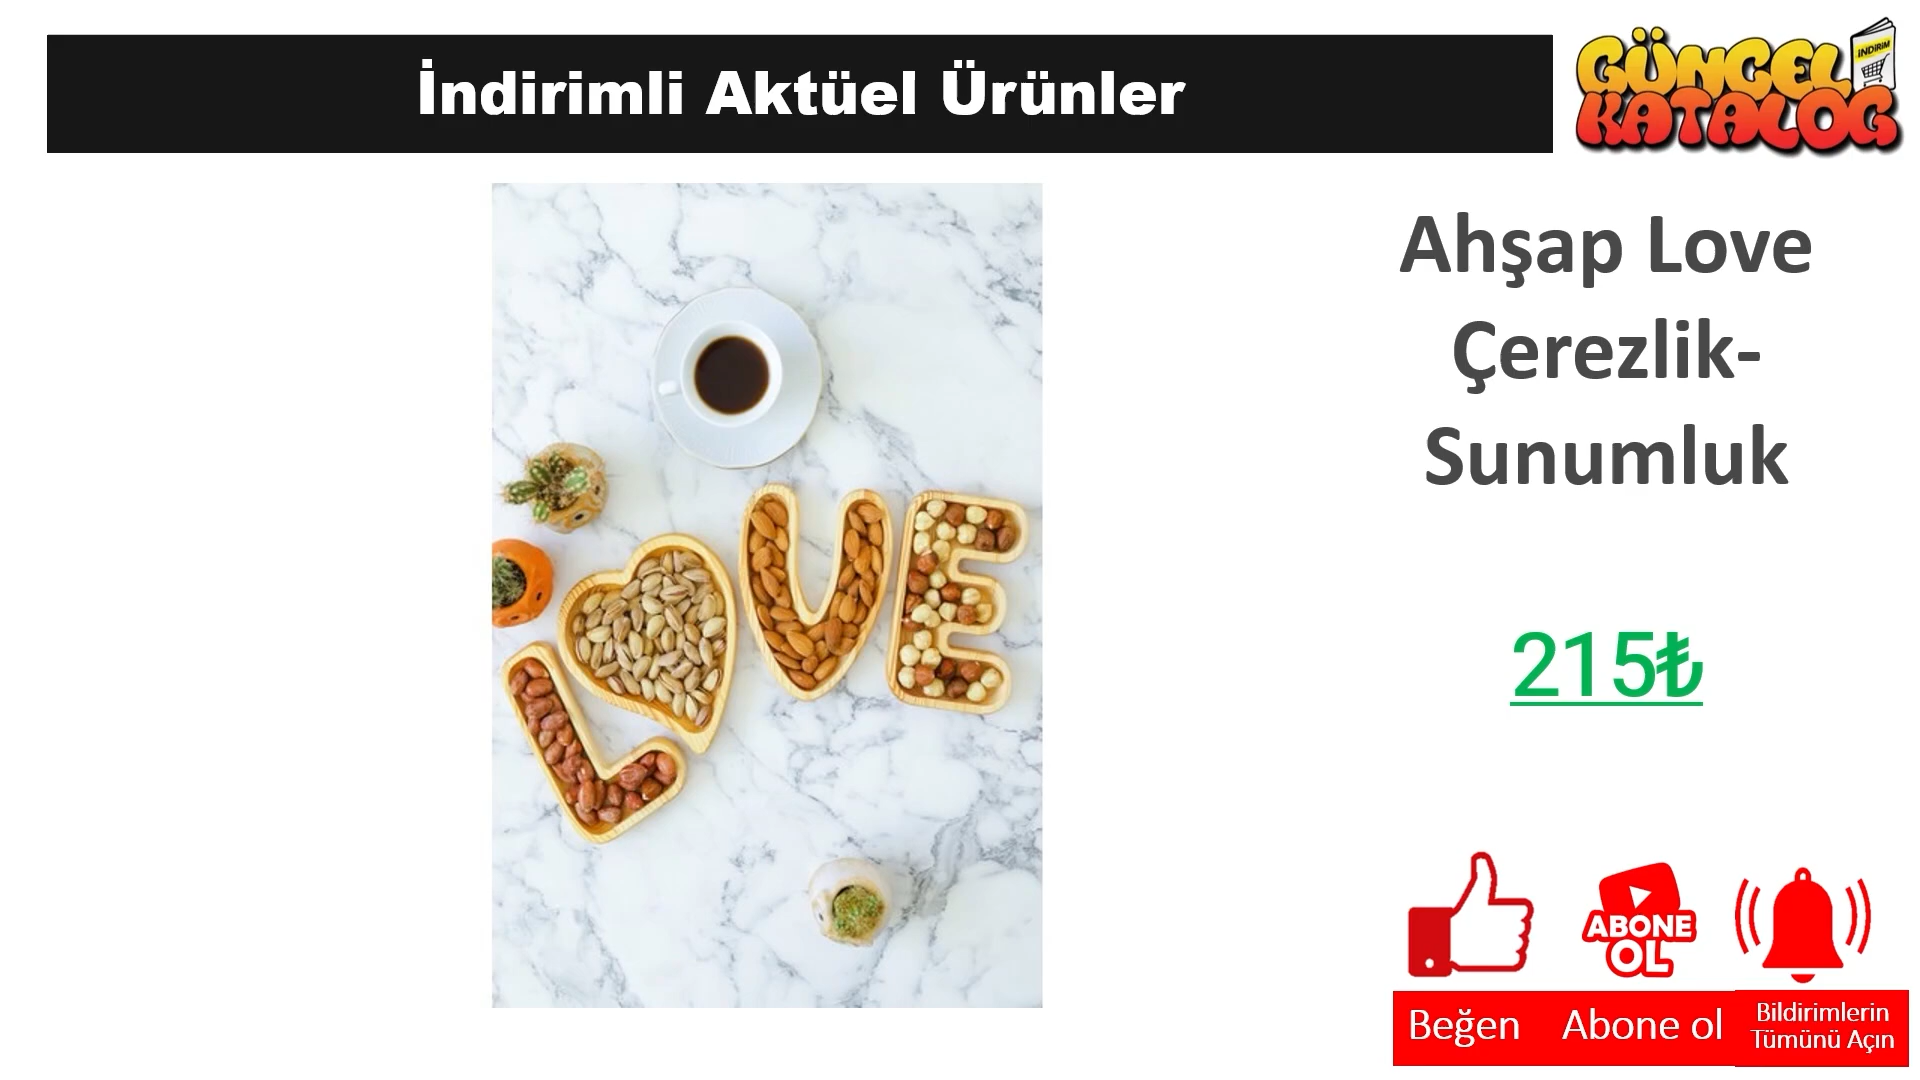 İndirimli Aktüel Ürünler
GÜNCEL
KATALOG
İNDİRİM
Ahşap Love
Çerezlik-
Sunumluk
LOVE
215₺
ABONE
OL
Beğen
Abone ol
Bildirimlerin
Tümünü Açın